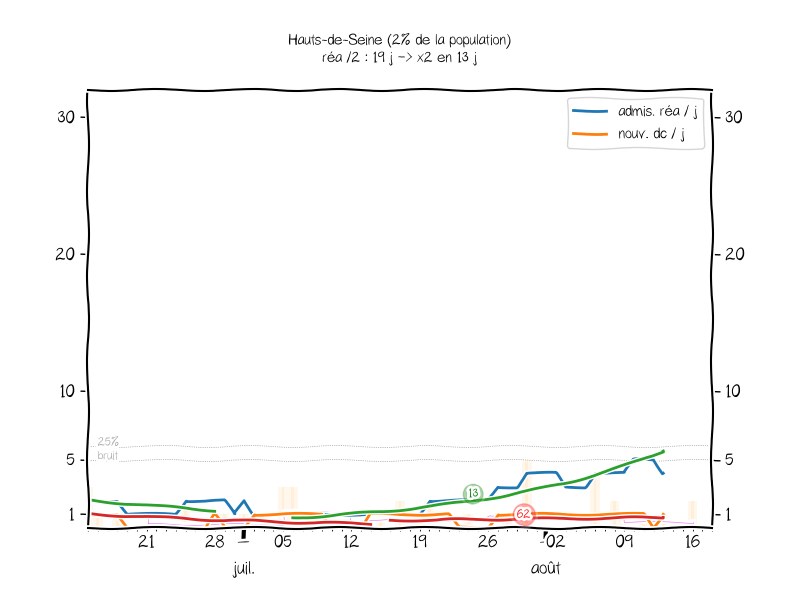 Hauts-de-Seine (2% de la population)
réa /2 : 19 j -> x2 en 13 j
admis. réa / j
nouv. dc / j
30 30
20 20
10 10
25%
bruit
5 5
13
62
1 1
21 28 05 12 19 26 02 09 16
juil. août